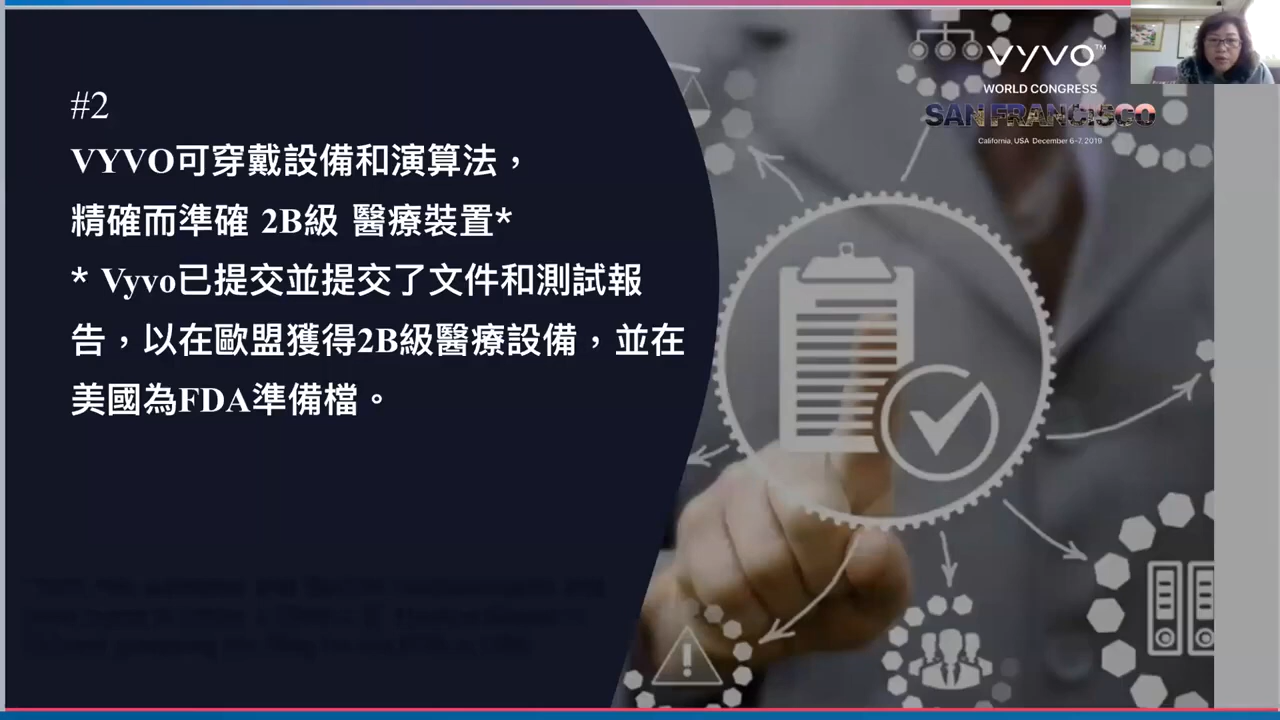 #2
VYVO可穿戴設備和演算法，
精確而準確 2B級 醫療裝置*
* Vyvo已提交並提交了文件和測試報
告，以在歐盟獲得2B級醫療設備，並在
美國為FDA準備檔。
VYVO™
WORLD CONGRESS
SAN FRANCISCO
California, USA December 6-7, 2019